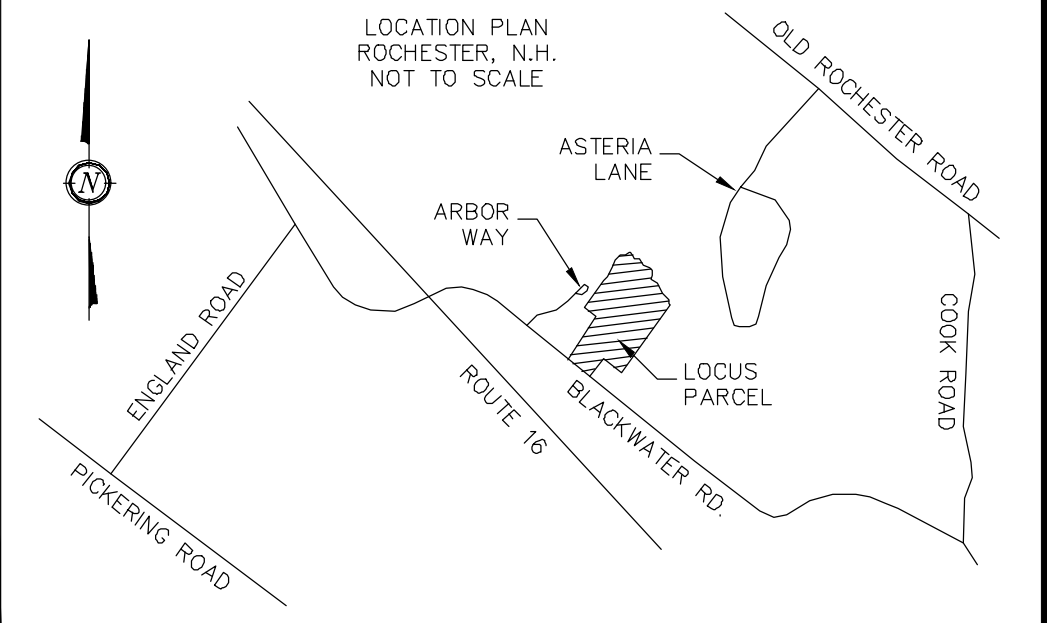 LOCATION PLAN
ROCHESTER, N.H.
NOT TO SCALE
OLD ROCHESTER ROAD
ASTERIA
LANE
N
ARBOR
WAY
ENGLAND ROAD
COOK ROAD
LOCUS
PARCEL
ROUTE 16
BLACKWATER RD.
PICKERING ROAD